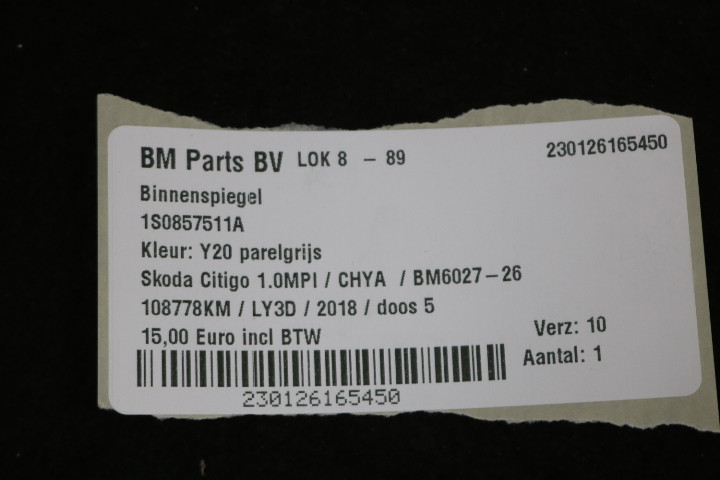 BM Parts BV LOK 8 - 89 230126165450
Binnenspiegel
1S0857511A
Kleur: Y20 parelgrijs
Skoda Citigo 1.0MPI / CHYA / BM6027-26
108778KM / LY3D / 2018 / doos 5
15,00 Euro incl BTW Verz: 10
Aantal: 1
230126165450